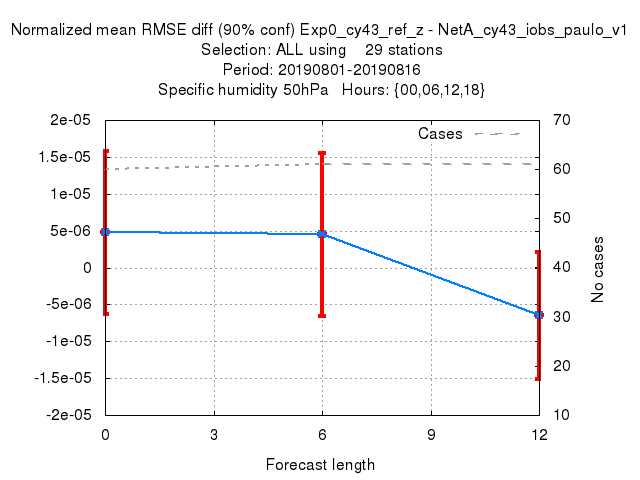 Normalized mean RMSE diff (90% conf) Exp0_cy43_ref_z - NetA_cy43_iobs_paulo_v1
Selection: ALL using    29 stations
Period: 20190801-20190816
Specific humidity 50hPa   Hours: {00,06,12,18}
Cases
2e-05
1.5e-05
1e-05
5e-06
0
-5e-06
-1e-05
-1.5e-05
-2e-05
70
60
50
40
30
20
10
No cases
0 3 6 9 12
Forecast length